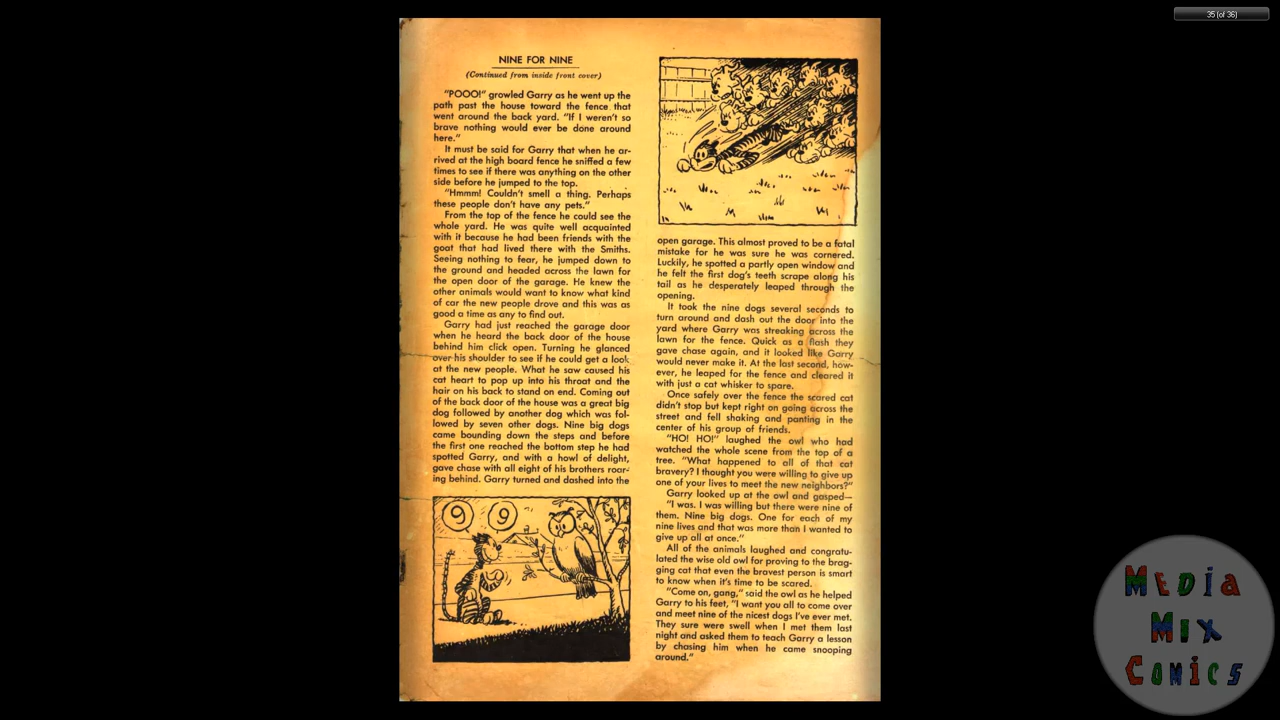 35 (of 36)
NINE FOR NINE
(Continued from inside front cover)
"POOO!" growled Garry as he went up the
path past the house toward the fence that
went around the back yard. "If I weren't so
brave nothing would ever be done around
here."
It must be said for Garry that when he ar-
rived at the high board fence he sniffed a few
times to see if there was anything on the other
side before he jumped to the top.
"Hmmm! Couldn't smell a thing. Perhaps
these people don't have any pets."
From the top of the fence he could see the
whole yard. He was quite well acquainted
with it because he had been friends with the
goat that had lived there with the Smiths.
Seeing nothing to fear, he jumped down to
the ground and headed across the lawn for
the open door of the garage. He knew the
other animals would want to know what kind
of car the new people drove and this was as
good a time as any to find out.
Garry had just reached the garage door
when he heard the back door of the house
behind him click open. Turning he glanced
over his shoulder to see if he could get a look
at the new people. What he saw caused his
cat heart to pop up into his throat and the
hair on his back to stand on end. Coming out
of the back door of the house was a great big
dog followed by another dog which was fol-
lowed by seven other dogs. Nine big dogs
came bounding down the steps and before
the first one reached the bottom step he had
spotted Garry, and with a howl of delight,
gave chase with all eight of his brothers roar-
ing behind. Garry turned and dashed into the
9 9
open garage. This almost proved to be a fatal
mistake for he was sure he was cornered.
Luckily, he spotted a partly open window and
he felt the first dog's teeth scrape along his
tail as he desperately leaped through the
opening.
It took the nine dogs several seconds to
turn around and dash out the door into the
yard where Garry was streaking across the
lawn for the fence. Quick as a flash they
gave chase again, and it looked like Garry
would never make it. At the last second, how-
ever, he leaped for the fence and cleared it
with just a cat whisker to spare.
Once safely over the fence the scared cat
didn't stop but kept right on going across the
street and fell shaking and panting in the
center of his group of friends.
"HO! HO!" laughed the owl who had
watched the whole scene from the top of a
tree. "What happened to all of that cat
bravery? I thought you were willing to give up
one of your lives to meet the new neighbors?"
Garry looked up at the owl and gasped—
"I was. I was willing but there were nine of
them. Nine big dogs. One for each of my
nine lives and that was more than I wanted to
give up all at once."
All of the animals laughed and congratu-
lated the wise old owl for proving to the brag-
ging cat that even the bravest person is smart
to know when it's time to be scared.
"Come on, gang," said the owl as he helped
Garry to his feet, "I want you all to come over
and meet nine of the nicest dogs I've ever met.
They sure were swell when I met them last
night and asked them to teach Garry a lesson
by chasing him when he came snooping
around."
MEDIA
MIX
COMICS